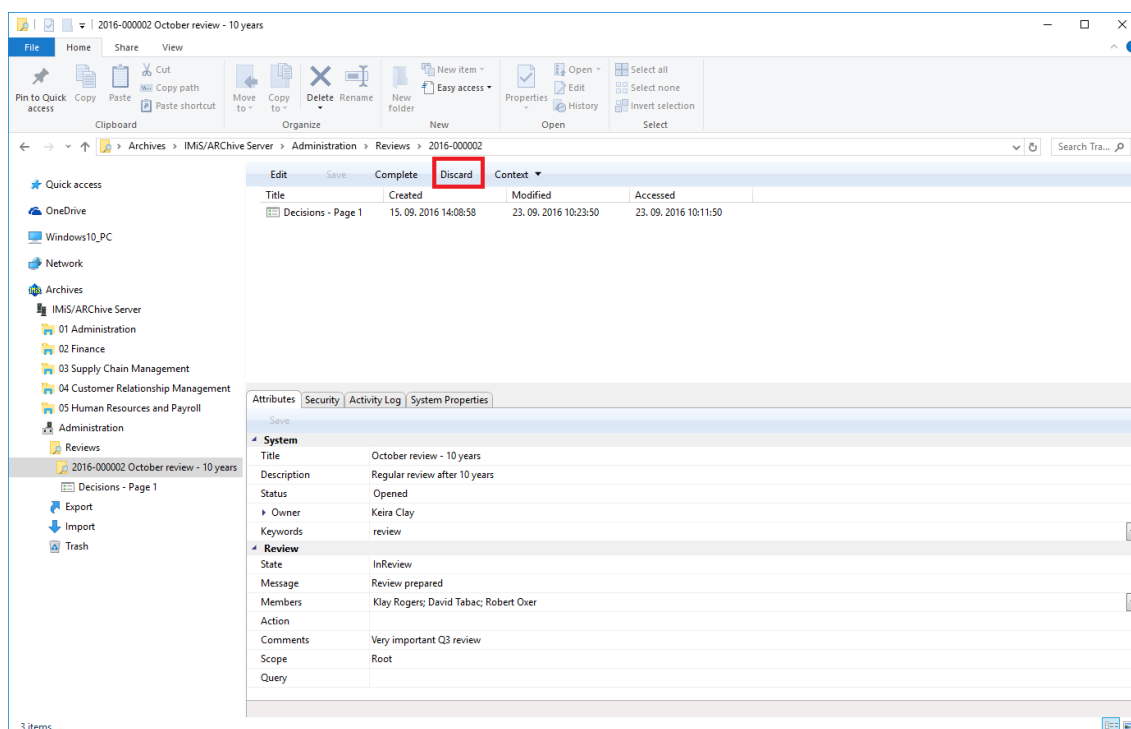 2016-000002 October review - 10 years
File Home Share View
Pin to Quick access
Copy
Paste
Cut
Copy path
Paste shortcut
Clipboard
Move to
Copy to
Delete
Rename
Organize
New folder
New item
Easy access
New
Properties
Open
Edit
History
Open
Select all
Select none
Invert selection
Select
Archives > IMiS/ARChive Server > Administration > Reviews > 2016-000002
Search Tra...
Quick access
OneDrive
Windows10_PC
Network
Archives
IMiS/ARChive Server
01 Administration
02 Finance
03 Supply Chain Management
04 Customer Relationship Management
05 Human Resources and Payroll
Administration
Reviews
2016-000002 October review - 10 years
Decisions - Page 1
Export
Import
Trash
Edit Save Complete Discard Context
Title Created Modified Accessed
Decisions - Page 1 15. 09. 2016 14:08:58 23. 09. 2016 10:23:50 23. 09. 2016 10:11:50
Attributes Security Activity Log System Properties
Save
System
Title October review - 10 years
Description Regular review after 10 years
Status Opened
Owner Keira Clay
Keywords review
Review
State InReview
Message Review prepared
Members Klay Rogers; David Tabac; Robert Oxer
Action
Comments Very important Q3 review
Scope Root
Query
3 items